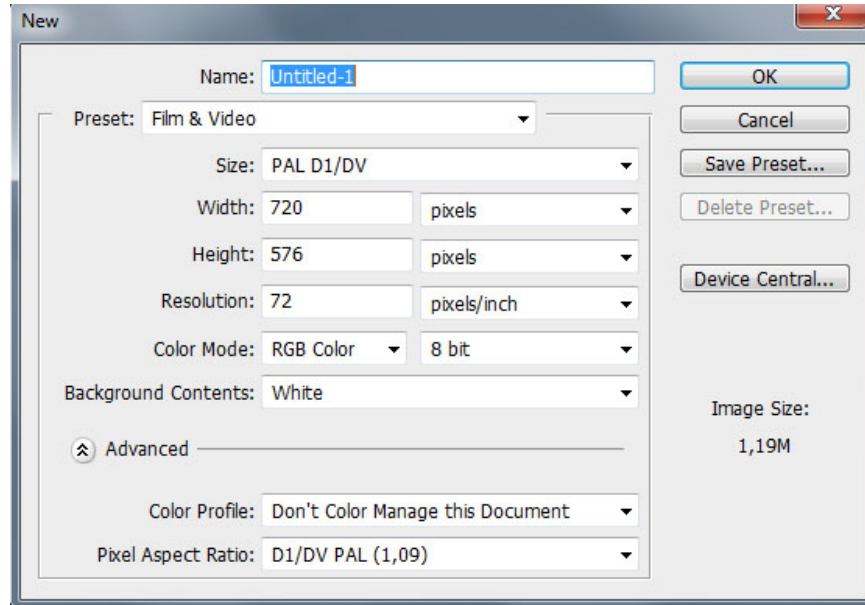 New
Name: Untitled-1
OK
Preset: Film & Video
Cancel
Size: PAL D1/DV
Save Preset...
Width: 720 pixels
Delete Preset...
Height: 576 pixels
Device Central...
Resolution: 72 pixels/inch
Color Mode: RGB Color 8 bit
Background Contents: White
Image Size:
1,19M
Advanced
Color Profile: Don't Color Manage this Document
Pixel Aspect Ratio: D1/DV PAL (1,09)